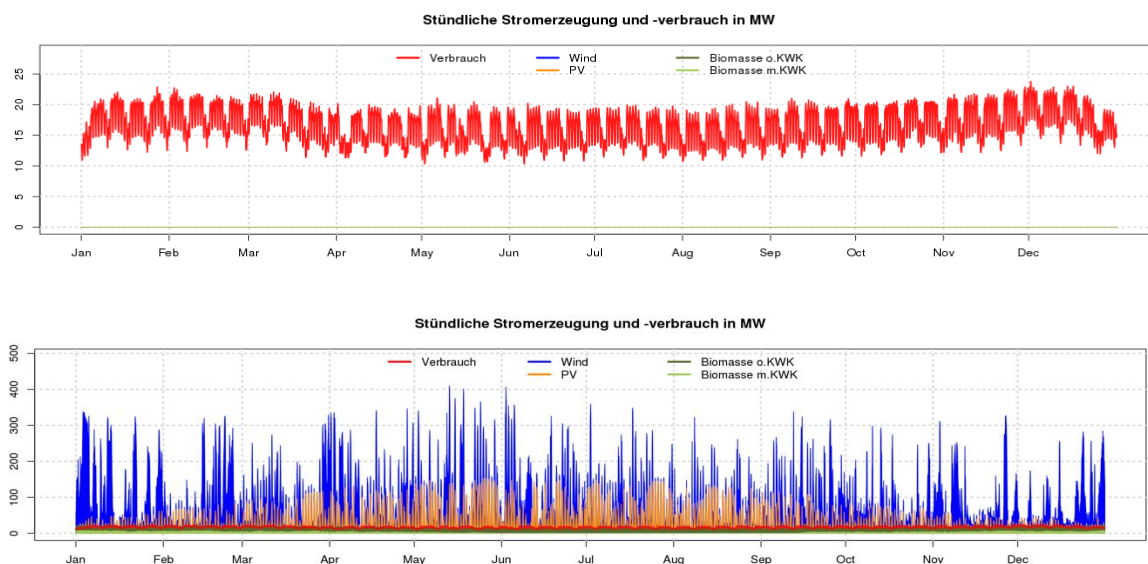 Stündliche Stromerzeugung und -verbrauch in MW
Verbrauch Wind Biomasse o.KWK
PV Biomasse m.KWK
25
20
15
10
5
0
Jan Feb Mar Apr May Jun Jul Aug Sep Oct Nov Dec
Stündliche Stromerzeugung und -verbrauch in MW
Verbrauch Wind Biomasse o.KWK
PV Biomasse m.KWK
500
400
300
200
100
0
Jan Feb Mar Apr May Jun Jul Aug Sep Oct Nov Dec